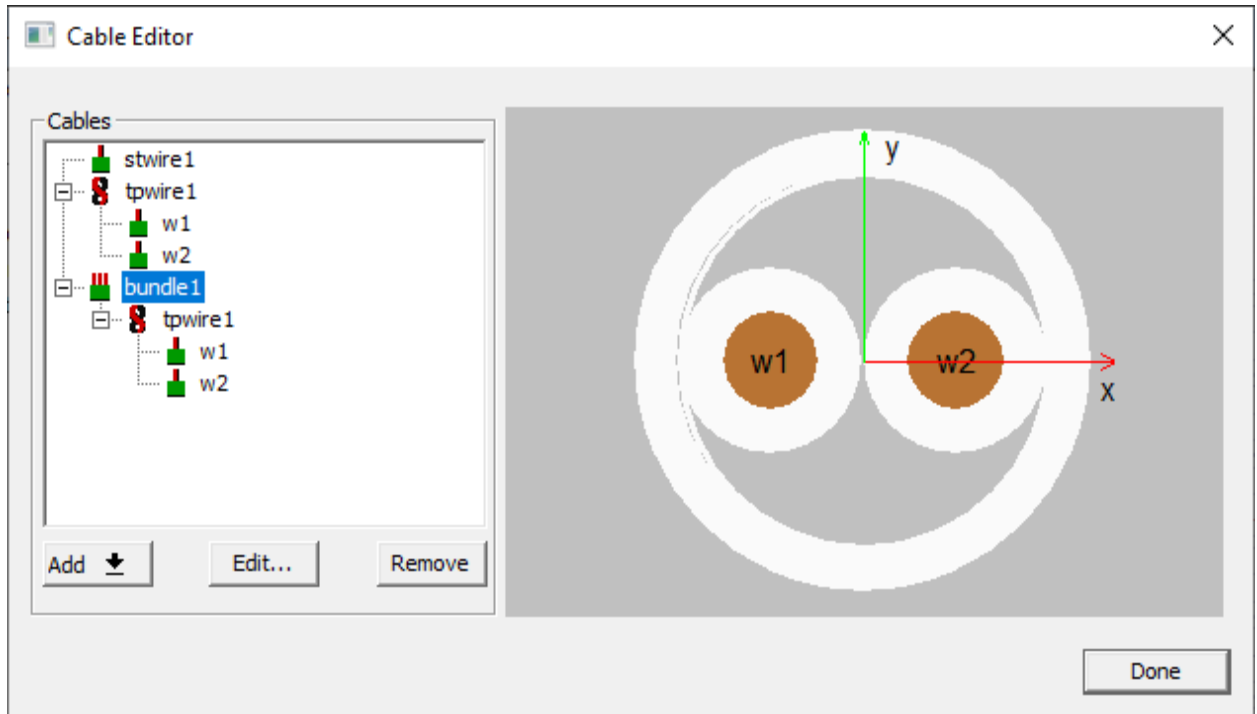 Cable Editor
Cables
stwire1
tpwire1
w1
w2
bundle1
tpwire1
w1
w2
Add
Edit...
Remove
y
w1
w2
x
Done